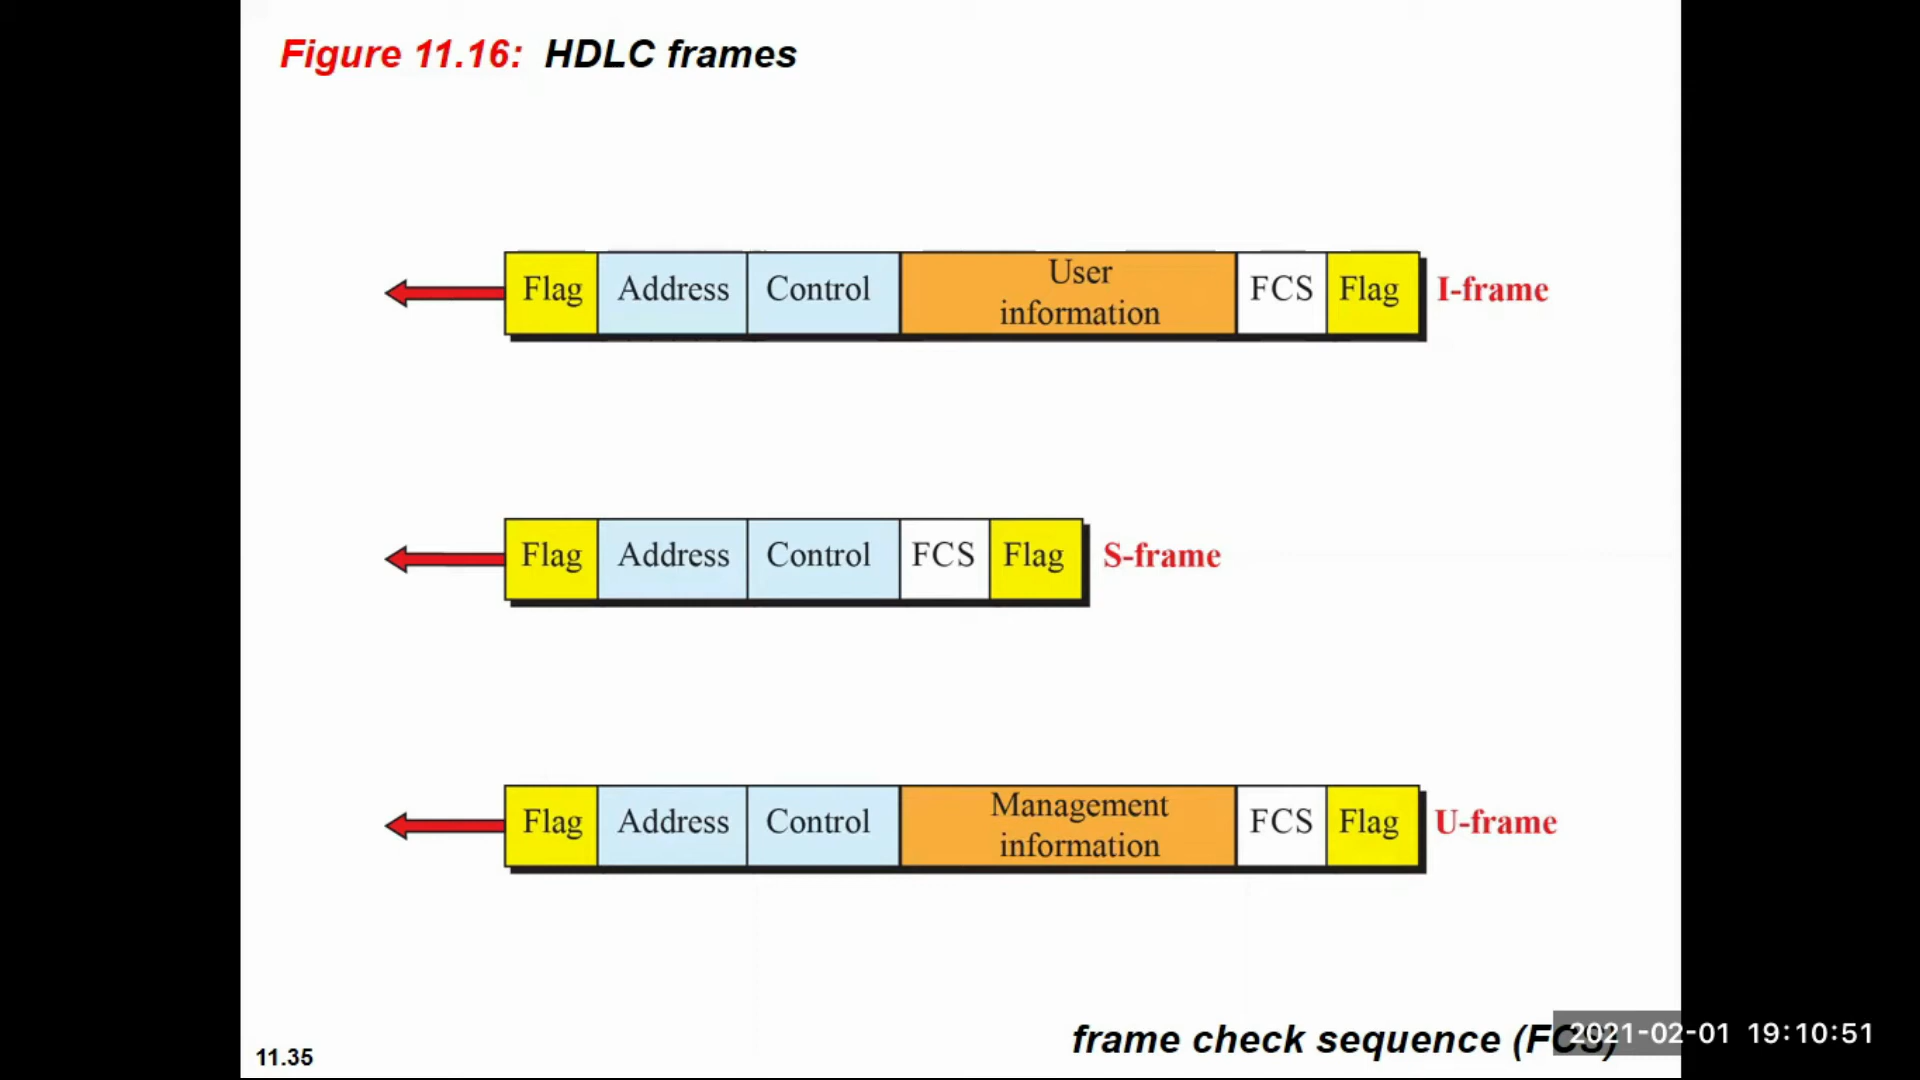 Figure 11.16: HDLC frames
Flag Address Control User information FCS Flag I-frame
Flag Address Control FCS Flag S-frame
Flag Address Control Management information FCS Flag U-frame
frame check sequence (FCS)
2021-02-01 19:10:51
11.35